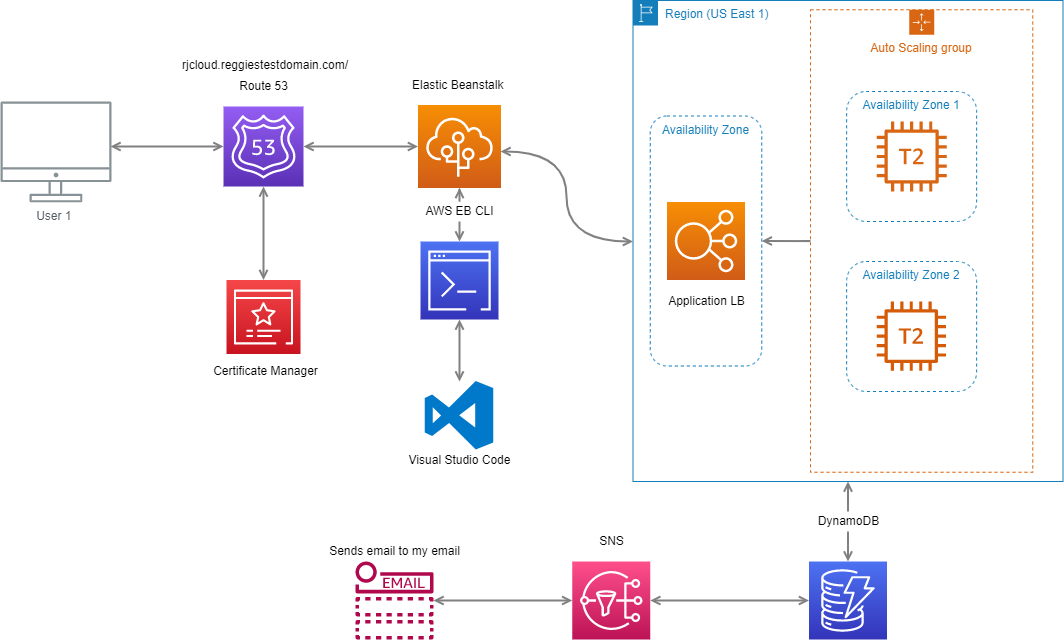 Region (US East 1)
Auto Scaling group
rjcloud.reggiestestdomain.com/
Route 53
53
Elastic Beanstalk
User 1
AWS EB CLI
Certificate Manager
Visual Studio Code
Availability Zone
Application LB
Availability Zone 1
T2
Availability Zone 2
T2
DynamoDB
SNS
Sends email to my email
EMAIL